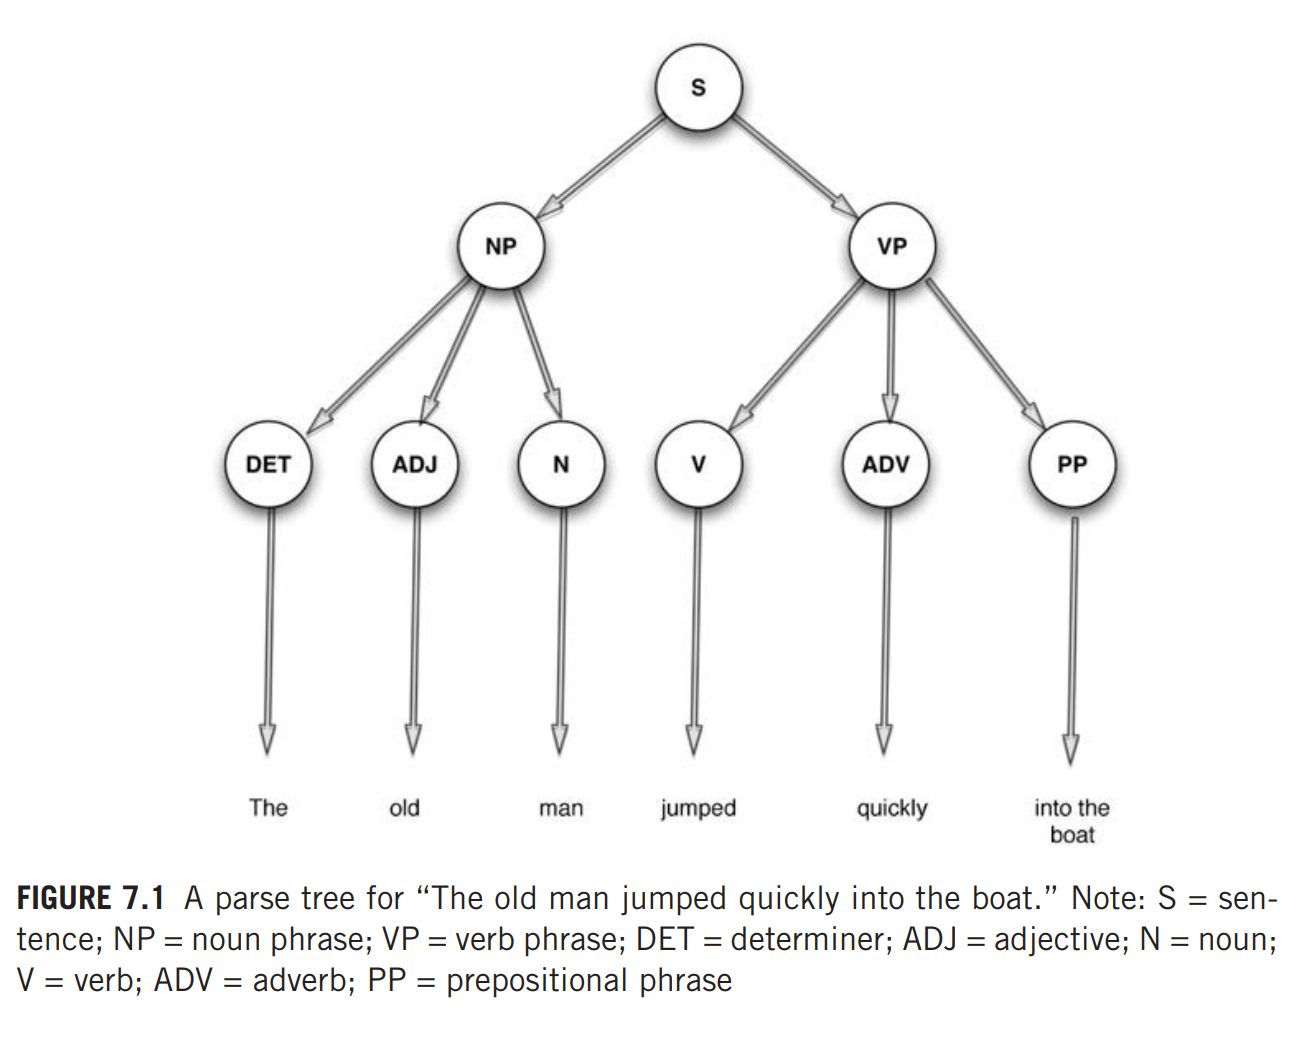 S
NP VP
DET ADJ N V ADV PP
The old man jumped quickly into the
boat
FIGURE 7.1 A parse tree for “The old man jumped quickly into the boat.” Note: S = sen-
tence; NP = noun phrase; VP = verb phrase; DET = determiner; ADJ = adjective; N = noun;
V = verb; ADV = adverb; PP = prepositional phrase